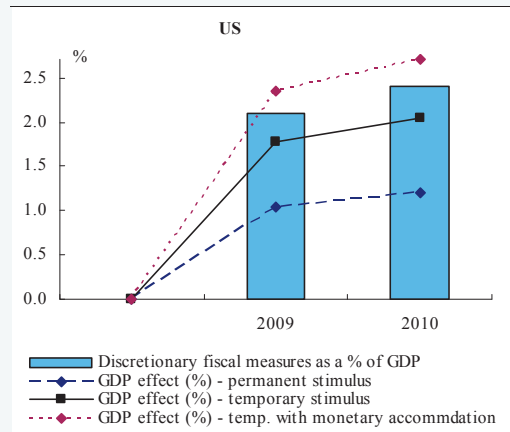 US
%
2.5
2.0
1.5
1.0
0.5
0.0
2009 2010
Discretionary fiscal measures as a % of GDP
GDP effect (%) - permanent stimulus
GDP effect (%) - temporary stimulus
GDP effect (%) - temp. with monetary accommdation